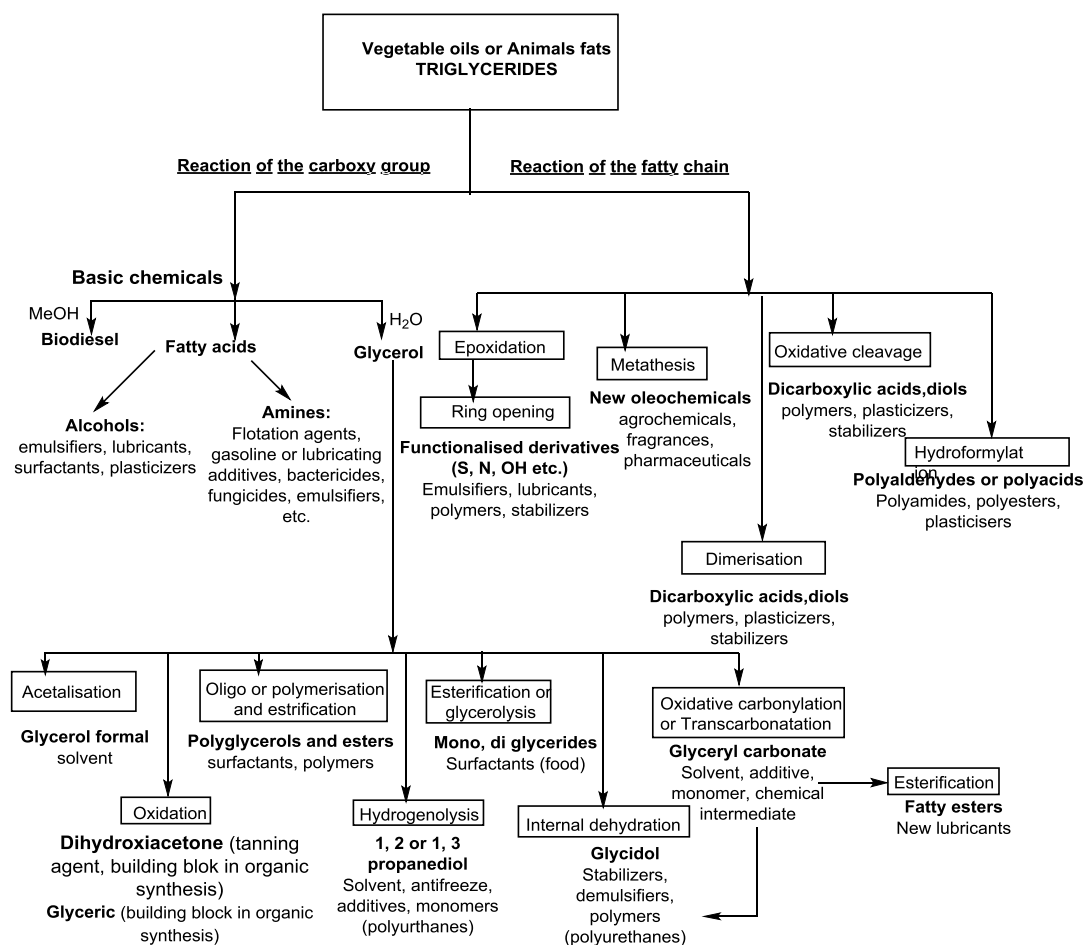 Vegetable oils or Animals fats
TRIGLYCERIDES
Reaction of the carboxy group
Reaction of the fatty chain
Basic chemicals
MeOH
Biodiesel
Fatty acids
H2O
Glycerol
Alcohols:
emulsifiers, lubricants,
surfactants, plasticizers
Amines:
Flotation agents,
gasoline or lubricating
additives, bactericides,
fungicides, emulsifiers,
etc.
Epoxidation
Ring opening
Functionalised derivatives
(S, N, OH etc.)
Emulsifiers, lubricants,
polymers, stabilizers
Metathesis
New oleochemicals
agrochemicals,
fragrances,
pharmaceuticals
Oxidative cleavage
Dicarboxylic acids,diols
polymers, plasticizers,
stabilizers
Hydroformylat
ion
Polyaldehydes or polyacids
Polyamides, polyesters,
plasticisers
Dimerisation
Dicarboxylic acids,diols
polymers, plasticizers,
stabilizers
Acetalisation
Glycerol formal
solvent
Oxidation
Dihydroxiacetone (tanning
agent, building blok in organic
synthesis)
Glyceric (building block in organic
synthesis)
Oligo or polymerisation
and estrification
Polyglycerols and esters
surfactants, polymers
Hydrogenolysis
1, 2 or 1, 3
propanediol
Solvent, antifreeze,
additives, monomers
(polyurthanes)
Esterification or
glycerolysis
Mono, di glycerides
Surfactants (food)
Internal dehydration
Glycidol
Stabilizers,
demulsifiers,
polymers
(polyurethanes)
Oxidative carbonylation
or Transcarbonatation
Glyceryl carbonate
Solvent, additive,
monomer, chemical
intermediate
Esterification
Fatty esters
New lubricants